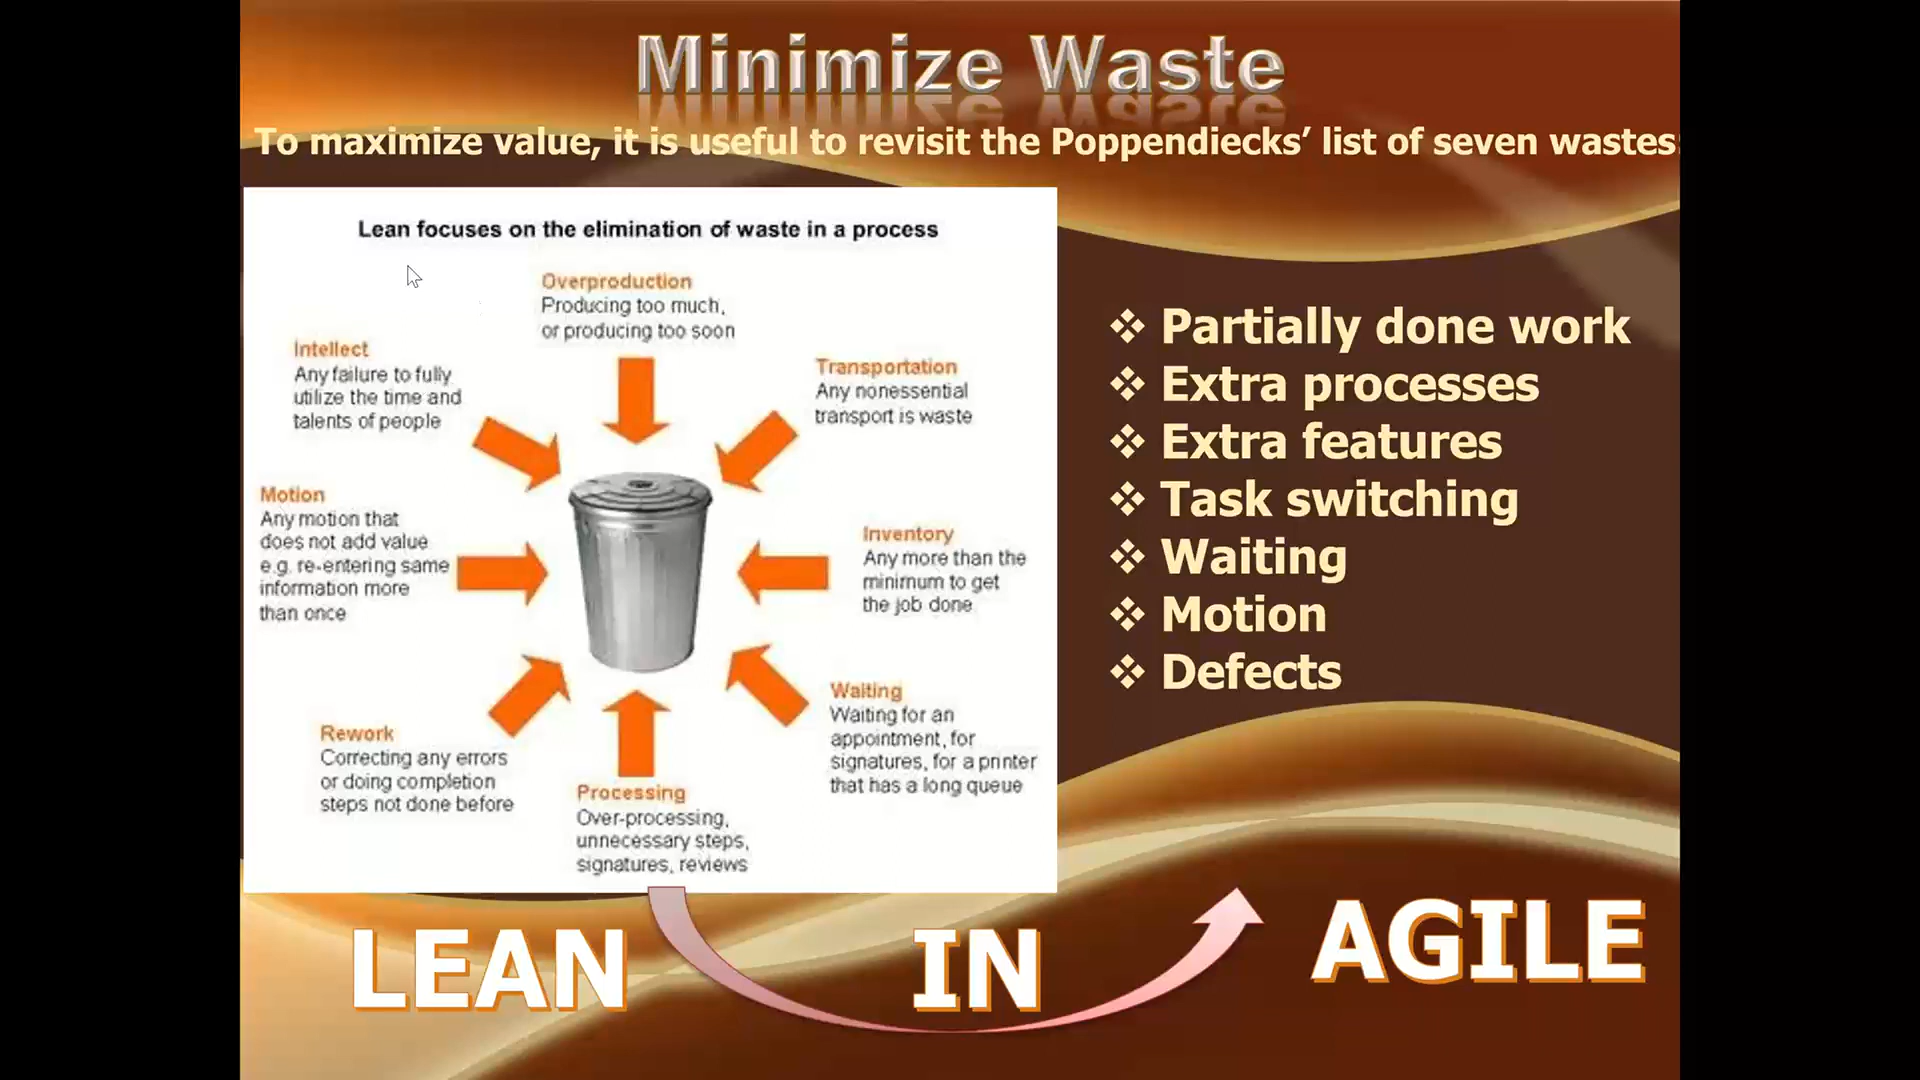 Minimize Waste
To maximize value, it is useful to revisit the Poppendiecks’ list of seven wastes:
Lean focuses on the elimination of waste in a process
Overproduction
Producing too much,
or producing too soon
Intellect
Any failure to fully
utilize the time and
talents of people
Transportation
Any nonessential
transport is waste
Motion
Any motion that
does not add value
e.g. re-entering same
information more
than once
Inventory
Any more than the
minimum to get
the job done
Rework
Correcting any errors
or doing completion
steps not done before
Processing
Over-processing,
unnecessary steps,
signatures, reviews
Waiting
Waiting for an
appointment, for
signatures, for a printer
that has a long queue
❖ Partially done work
❖ Extra processes
❖ Extra features
❖ Task switching
❖ Waiting
❖ Motion
❖ Defects
LEAN IN AGILE